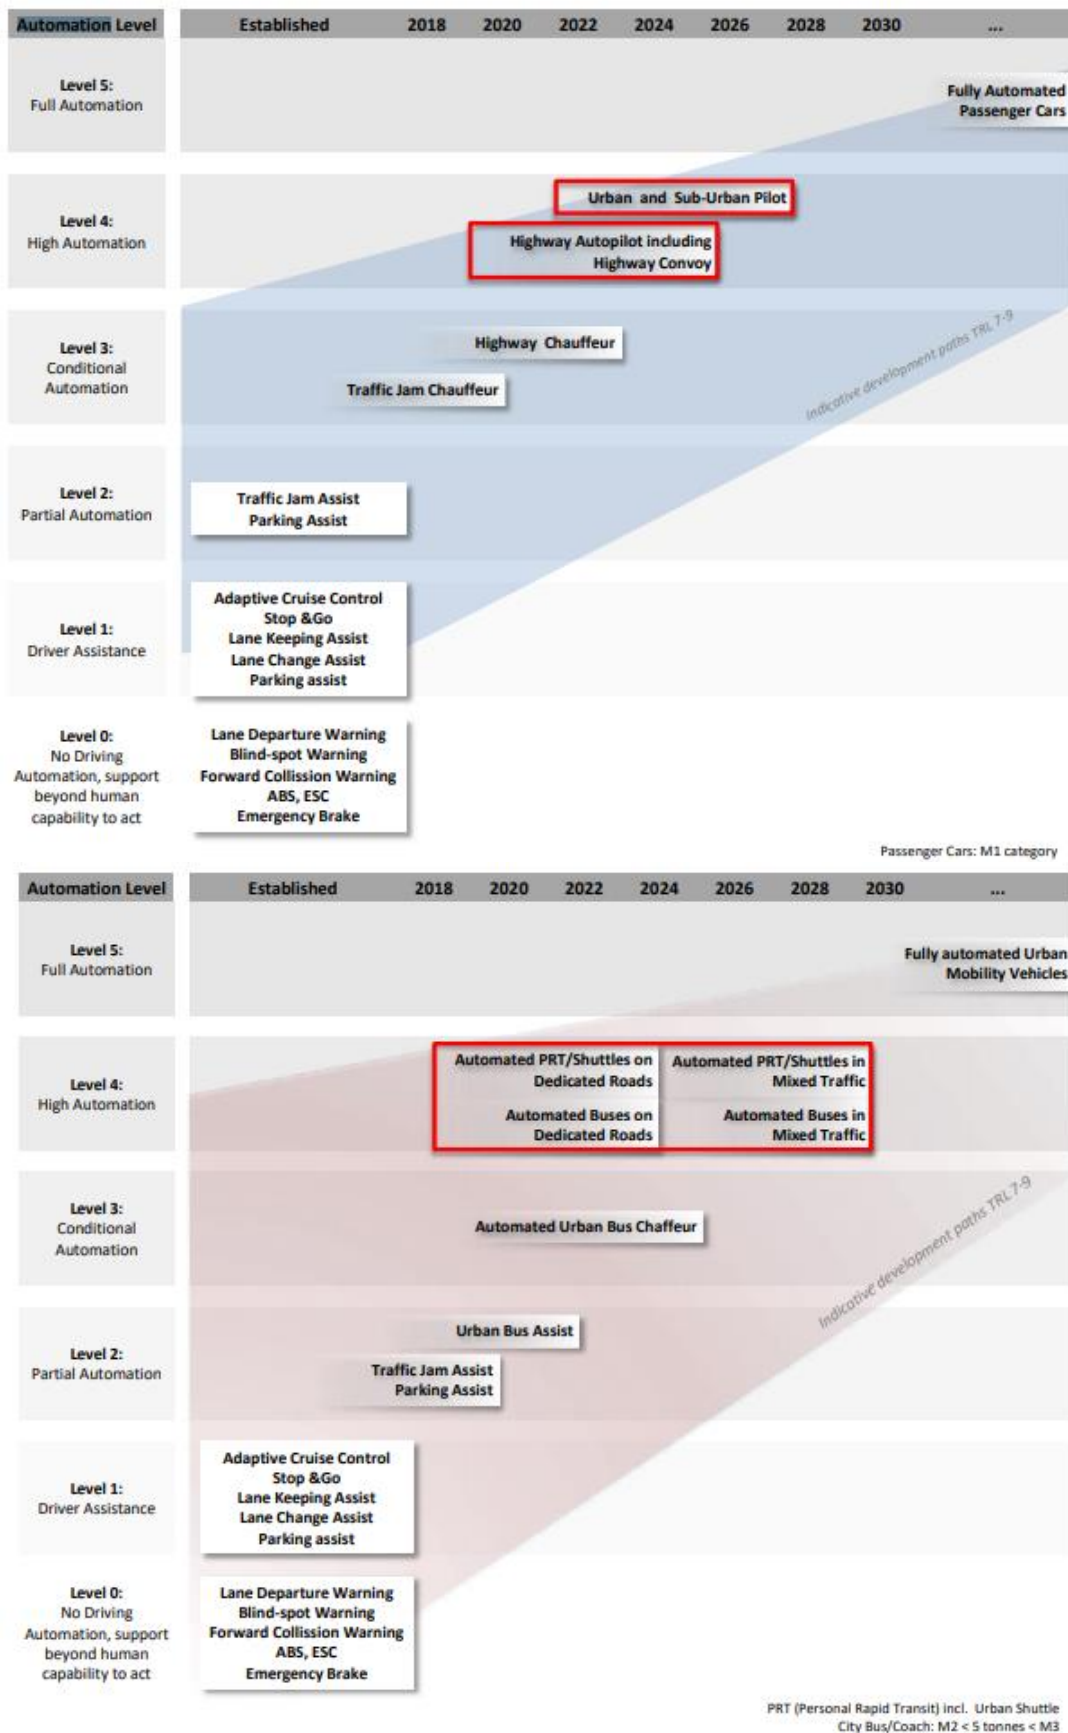 Automation Level Established 2018 2020 2022 2024 2026 2028 2030 ...
Level 5:
Full Automation
Fully Automated
Passenger Cars
Level 4:
High Automation
Urban and Sub-Urban Pilot
Highway Autopilot including
Highway Convoy
Level 3:
Conditional
Automation
Highway Chauffeur
Traffic Jam Chauffeur
Indicative development paths TRL 7-9
Level 2:
Partial Automation
Traffic Jam Assist
Parking Assist
Level 1:
Driver Assistance
Adaptive Cruise Control
Stop &Go
Lane Keeping Assist
Lane Change Assist
Parking assist
Level 0:
No Driving
Automation, support
beyond human
capability to act
Lane Departure Warning
Blind-spot Warning
Forward Collission Warning
ABS, ESC
Emergency Brake
Passenger Cars: M1 category
Automation Level Established 2018 2020 2022 2024 2026 2028 2030 ...
Level 5:
Full Automation
Fully automated Urban
Mobility Vehicles
Level 4:
High Automation
Automated PRT/Shuttles on
Dedicated Roads
Automated PRT/Shuttles in
Mixed Traffic
Automated Buses on
Dedicated Roads
Automated Buses in
Mixed Traffic
Level 3:
Conditional
Automation
Automated Urban Bus Chaffeur
Indicative development paths TRL 7-9
Level 2:
Partial Automation
Urban Bus Assist
Traffic Jam Assist
Parking Assist
Level 1:
Driver Assistance
Adaptive Cruise Control
Stop &Go
Lane Keeping Assist
Lane Change Assist
Parking assist
Level 0:
No Driving
Automation, support
beyond human
capability to act
Lane Departure Warning
Blind-spot Warning
Forward Collission Warning
ABS, ESC
Emergency Brake
PRT (Personal Rapid Transit) incl. Urban Shuttle
City Bus/Coach: M2 < 5 tonnes < M3